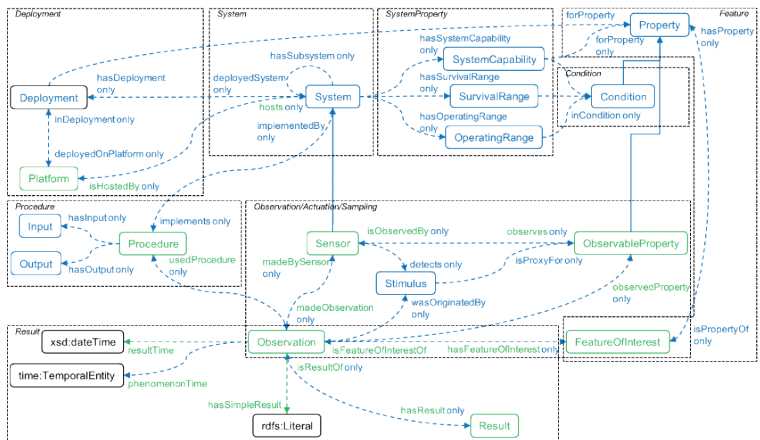 Deployment
System
SystemProperty
Feature
forProperty
Property
hasProperty
only
hasSubsystem only
hasSystemCapability
only
SystemCapability
forProperty
only
hasDeployment
only
deployedSystem
only
hasSurvivalRange
only
Condition
Deployment
System
SurvivalRange
Condition
hosts only
inDeployment only
implementedBy
only
hasOperatingRange
only
inCondition only
deployedOnPlatform only
OperatingRange
Platform
isHostedBy only
Procedure
Observation/Actuation/Sampling
hasInput only
implements only
Input
isObservedBy
only
observes only
Procedure
usedProcedure
only
Sensor
ObservableProperty
Output
hasOutput only
madeBySensor
only
detects only
isProxyFor only
Stimulus
observedProperty
only
madeObservation
only
wasOriginatedBy
only
isPropertyOf
only
Result
xsd:dateTime
resultTime
Observation
isFeatureOfInterestOf
hasFeatureOfInterest only
FeatureOfInterest
time:TemporalEntity
phenomenonTime
isResultOf only
hasSimpleResult
hasResult only
rdfs:Literal
Result